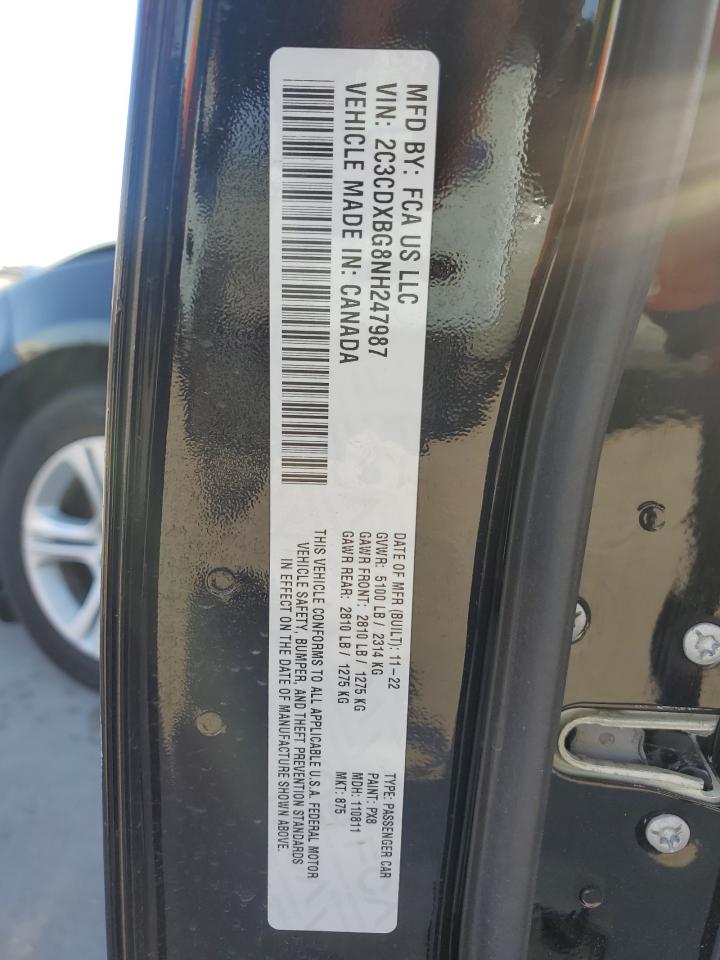 MFD BY: FCA US LLC
VIN: 2C3CDXBG8NH247987
VEHICLE MADE IN: CANADA
DATE OF MFR (BUILT): 11-22
GVWR: 5100 LB / 2314 KG
GAWR FRONT: 2810 LB / 1275 KG
GAWR REAR: 2810 LB / 1275 KG
TYPE: PASSENGER CAR
PAINT: PX8
MDH: 110811
MKT: 875
THIS VEHICLE CONFORMS TO ALL APPLICABLE U.S.A. FEDERAL MOTOR
VEHICLE SAFETY, BUMPER, AND THEFT PREVENTION STANDARDS
IN EFFECT ON THE DATE OF MANUFACTURE SHOWN ABOVE.